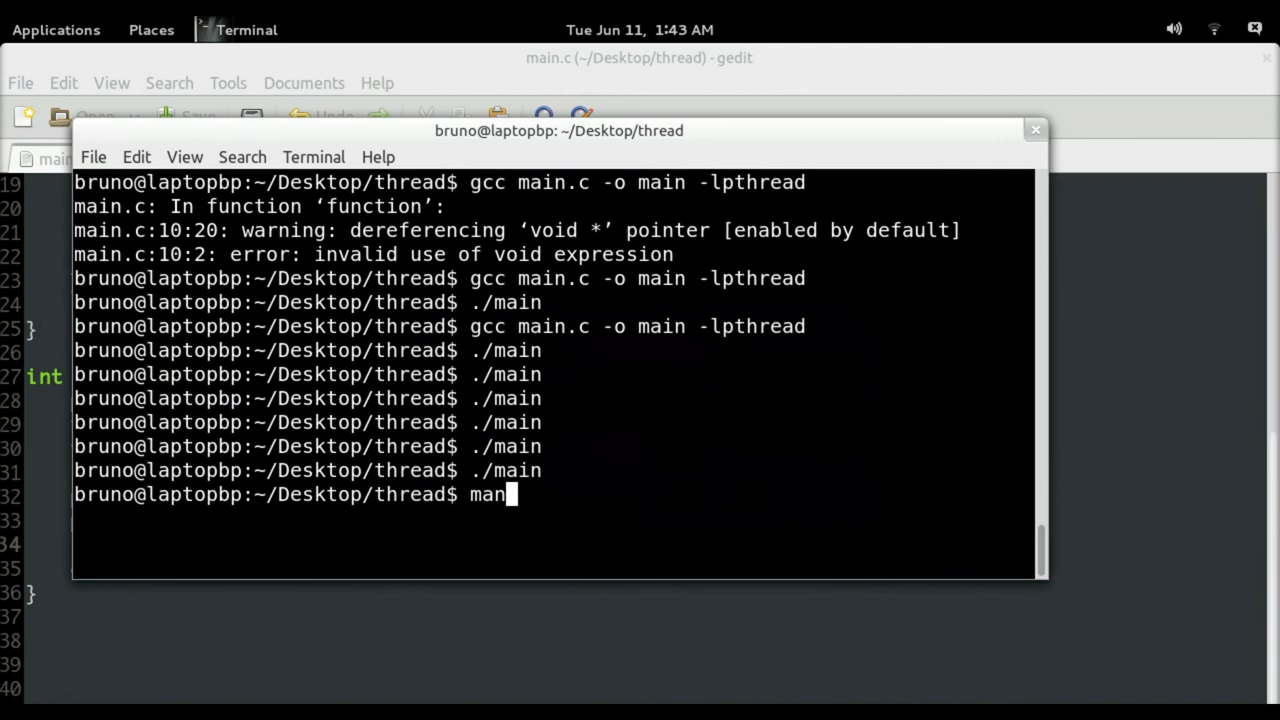 Applications Places Terminal Tue Jun 11, 1:43 AM
main.c (~/Desktop/thread) - gedit
File Edit View Search Tools Documents Help
Open Save Undo
bruno@laptopbp: ~/Desktop/thread
main
File Edit View Search Terminal Help
19
20
21
22
23
24
25 }
26
27 int
28
29
30
31
32
33
34
35
36 }
37
38
39
40
bruno@laptopbp:~/Desktop/thread$ gcc main.c -o main -lpthread
main.c: In function ‘function’:
main.c:10:20: warning: dereferencing ‘void *’ pointer [enabled by default]
main.c:10:2: error: invalid use of void expression
bruno@laptopbp:~/Desktop/thread$ gcc main.c -o main -lpthread
bruno@laptopbp:~/Desktop/thread$ ./main
bruno@laptopbp:~/Desktop/thread$ gcc main.c -o main -lpthread
bruno@laptopbp:~/Desktop/thread$ ./main
bruno@laptopbp:~/Desktop/thread$ ./main
bruno@laptopbp:~/Desktop/thread$ ./main
bruno@laptopbp:~/Desktop/thread$ ./main
bruno@laptopbp:~/Desktop/thread$ ./main
bruno@laptopbp:~/Desktop/thread$ ./main
bruno@laptopbp:~/Desktop/thread$ man